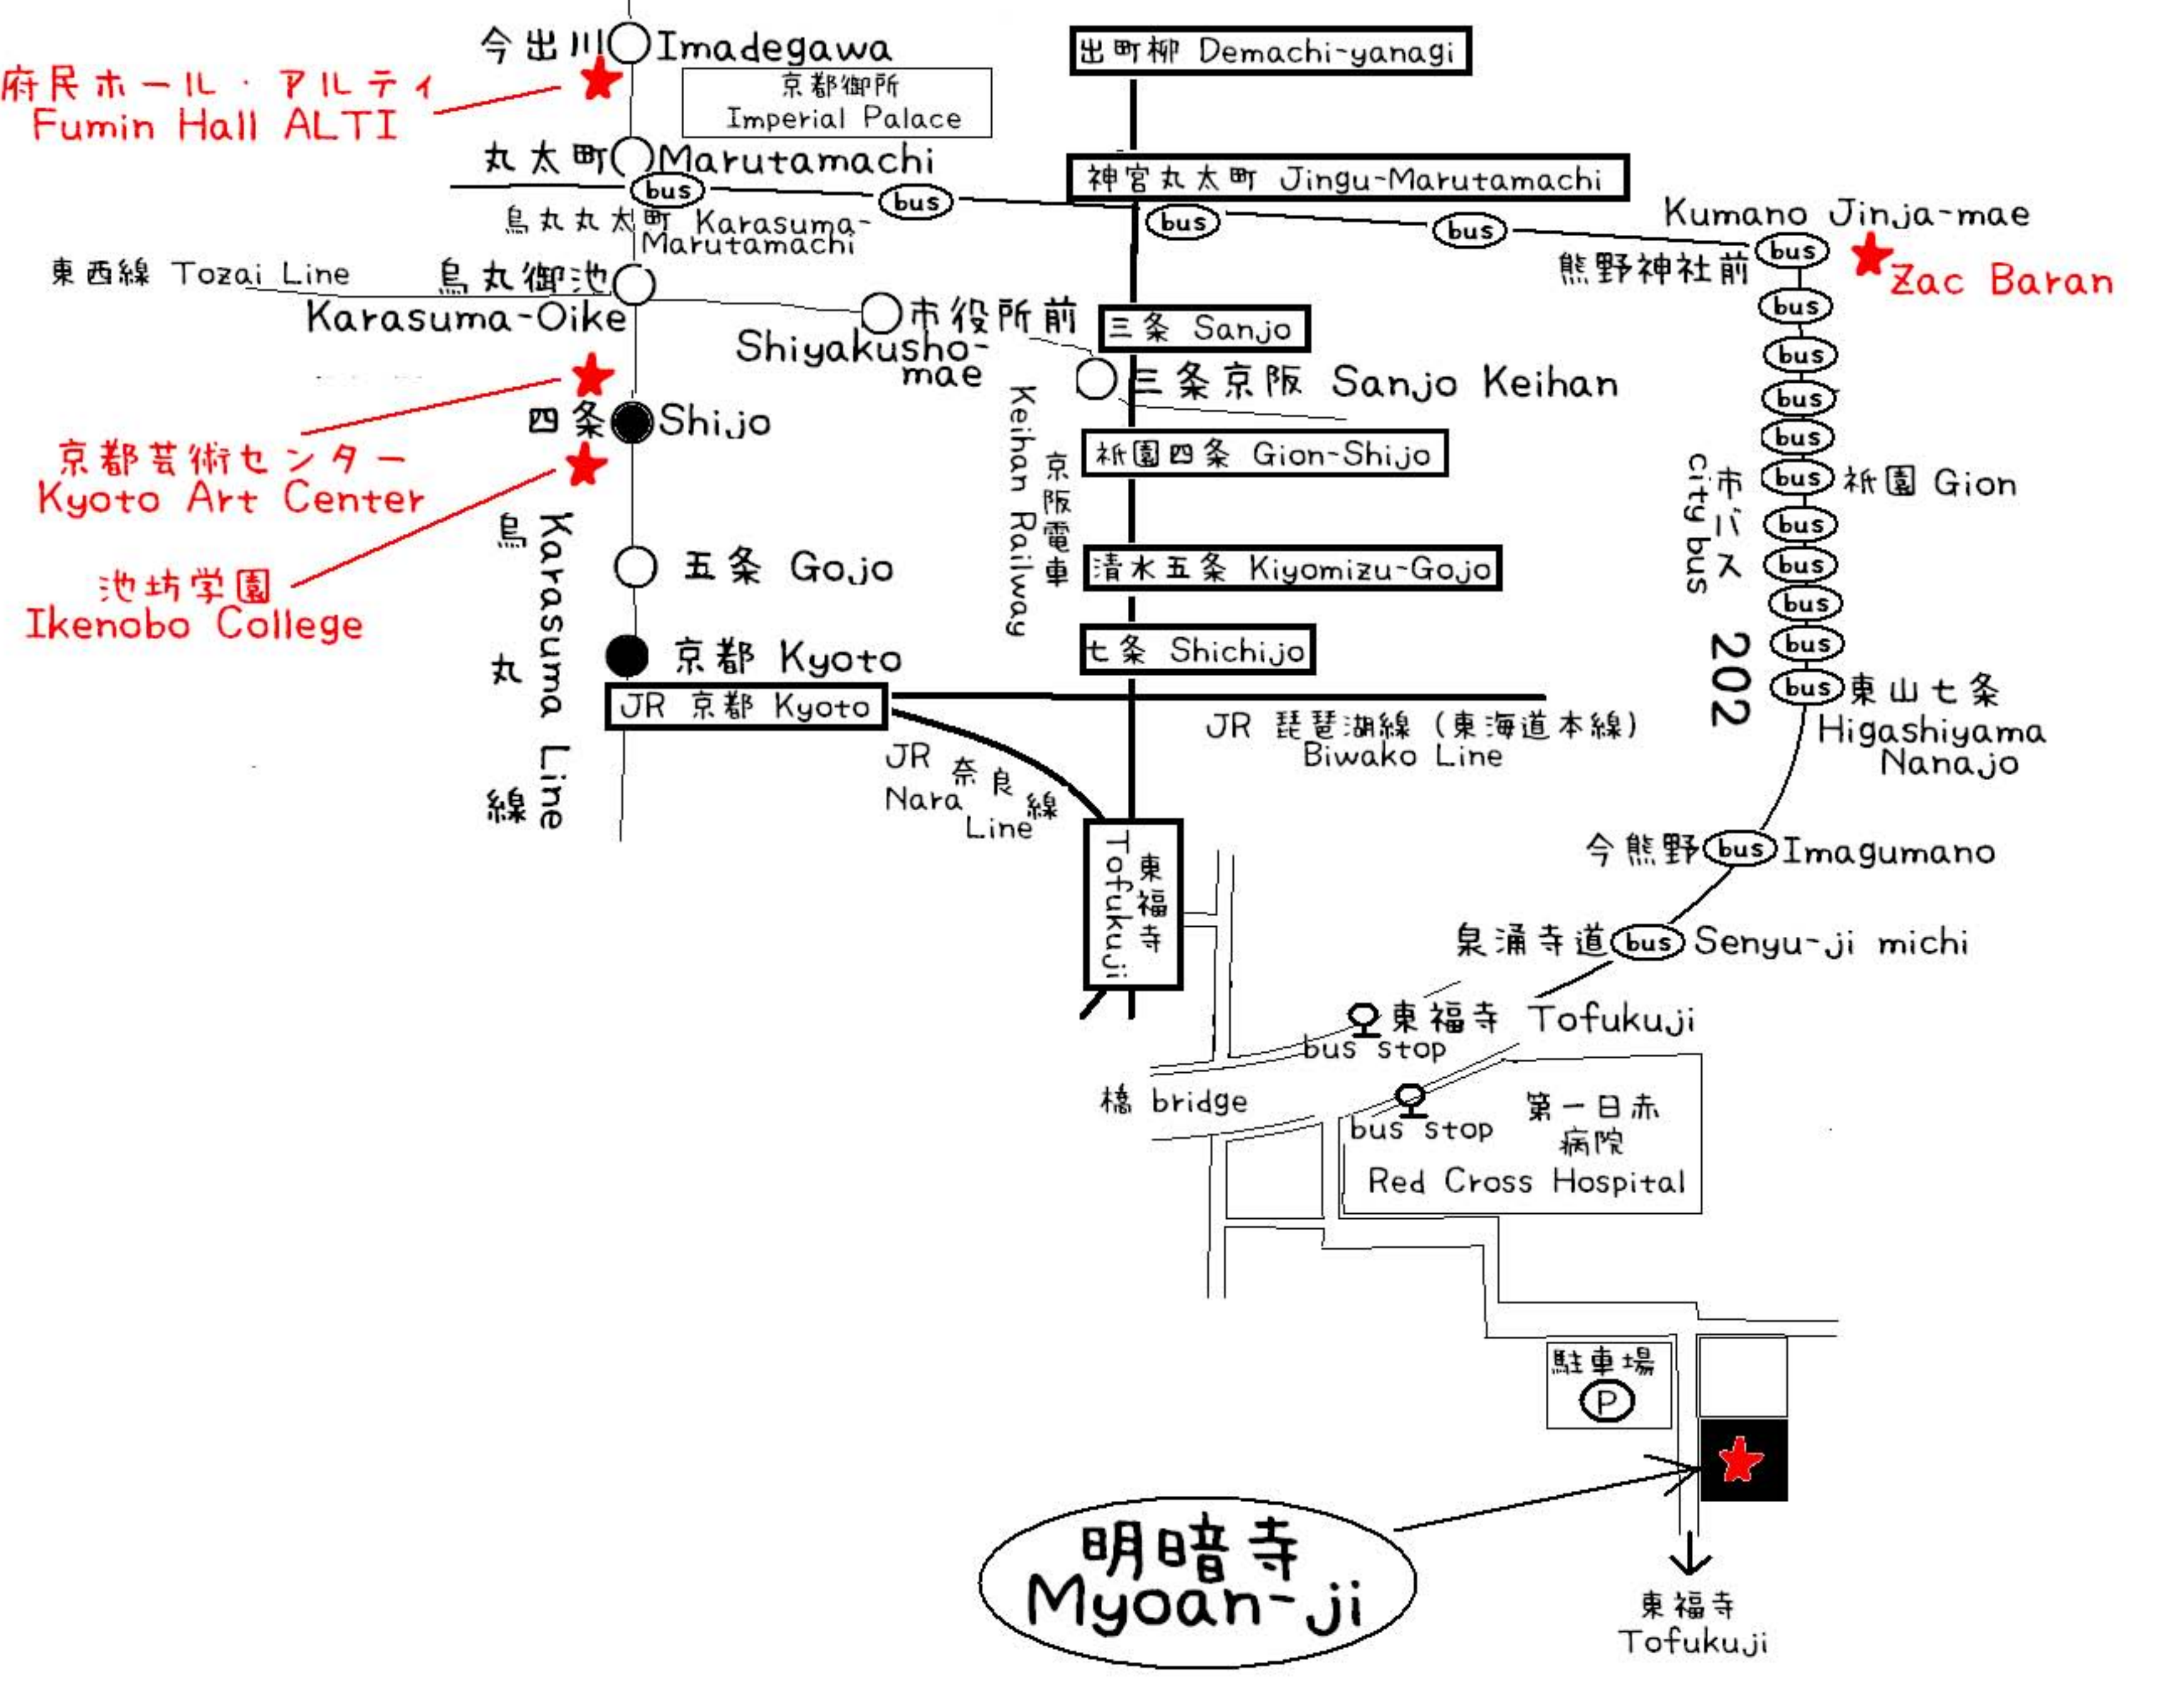 今出川 Imadegawa
出町柳 Demachi-yanagi
府民ホール・アルティ
Fumin Hall ALTI
京都御所
Imperial Palace
丸太町 Marutamachi
神宮丸太町 Jingu-Marutamachi
bus
bus
bus
bus
烏丸丸太町 Karasuma-
Marutamachi
Kumano Jinja-mae
bus
熊野神社前
Zac Baran
東西線 Tozai Line
烏丸御池
Karasuma-Oike
市役所前
Shiyakusho-
mae
三条 Sanjo
三条京阪 Sanjo Keihan
bus
bus
bus
bus
bus 祇園 Gion
bus
bus
bus
bus
bus 東山七条
Higashiyama
Nanajo
市バス
city bus
202
四条 Shijo
京都芸術センター
Kyoto Art Center
池坊学園
Ikenobo College
祇園四条 Gion-Shijo
京阪電車
Keihan Railway
五条 Gojo
清水五条 Kiyomizu-Gojo
烏丸線
Karasuma Line
京都 Kyoto
七条 Shichijo
JR 京都 Kyoto
JR 琵琶湖線 (東海道本線)
Biwako Line
JR 奈良線
Nara Line
東福寺
Tofukuji
今熊野 bus Imagumano
泉涌寺道 bus Senyu-ji michi
東福寺 Tofukuji
bus stop
橋 bridge
bus stop
第一日赤
病院
Red Cross Hospital
駐車場
P
明暗寺
Myoan-ji
東福寺
Tofukuji